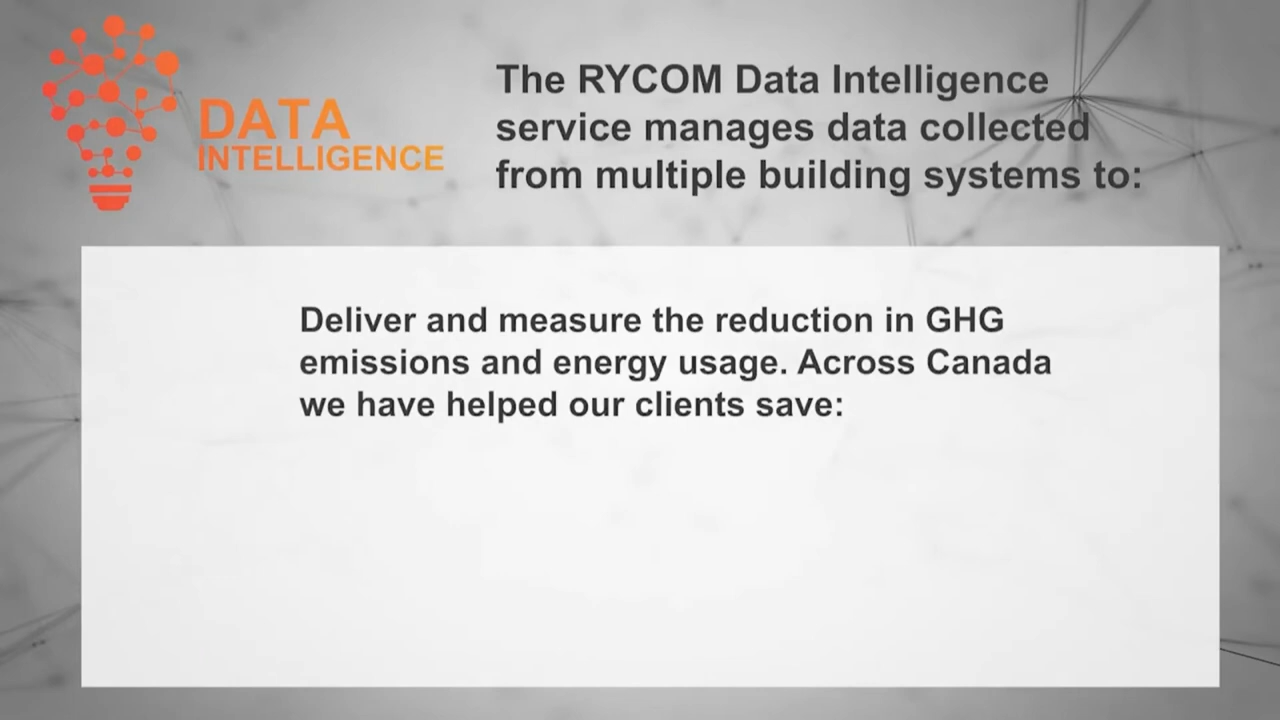 DATA
INTELLIGENCE
The RYCOM Data Intelligence
service manages data collected
from multiple building systems to:
Deliver and measure the reduction in GHG
emissions and energy usage. Across Canada
we have helped our clients save: